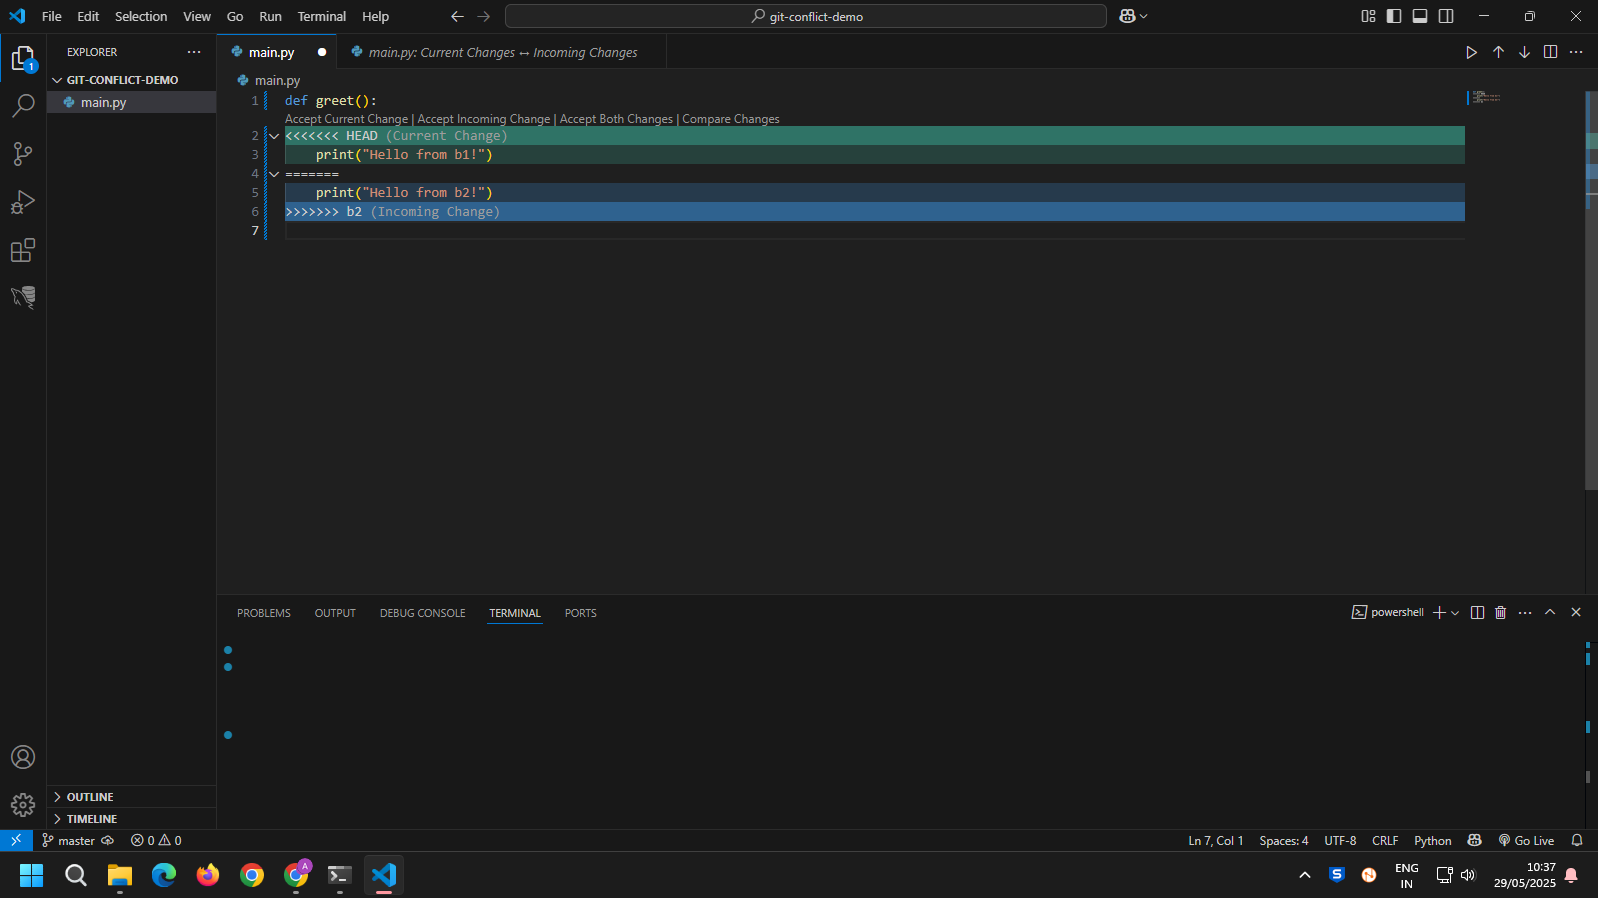 File Edit Selection View Go Run Terminal Help
git-conflict-demo
EXPLORER
1
GIT-CONFLICT-DEMO
main.py
main.py
main.py: Current Changes ↔ Incoming Changes
main.py
1 def greet():
Accept Current Change | Accept Incoming Change | Accept Both Changes | Compare Changes
2 <<<<<<< HEAD (Current Change)
3 print("Hello from b1!")
4 =======
5 print("Hello from b2!")
6 >>>>>>> b2 (Incoming Change)
7
PROBLEMS OUTPUT DEBUG CONSOLE TERMINAL PORTS
powershell
OUTLINE
TIMELINE
master 0 0
Ln 7, Col 1 Spaces: 4 UTF-8 CRLF Python Go Live
A
S
ENG
IN
10:37
29/05/2025